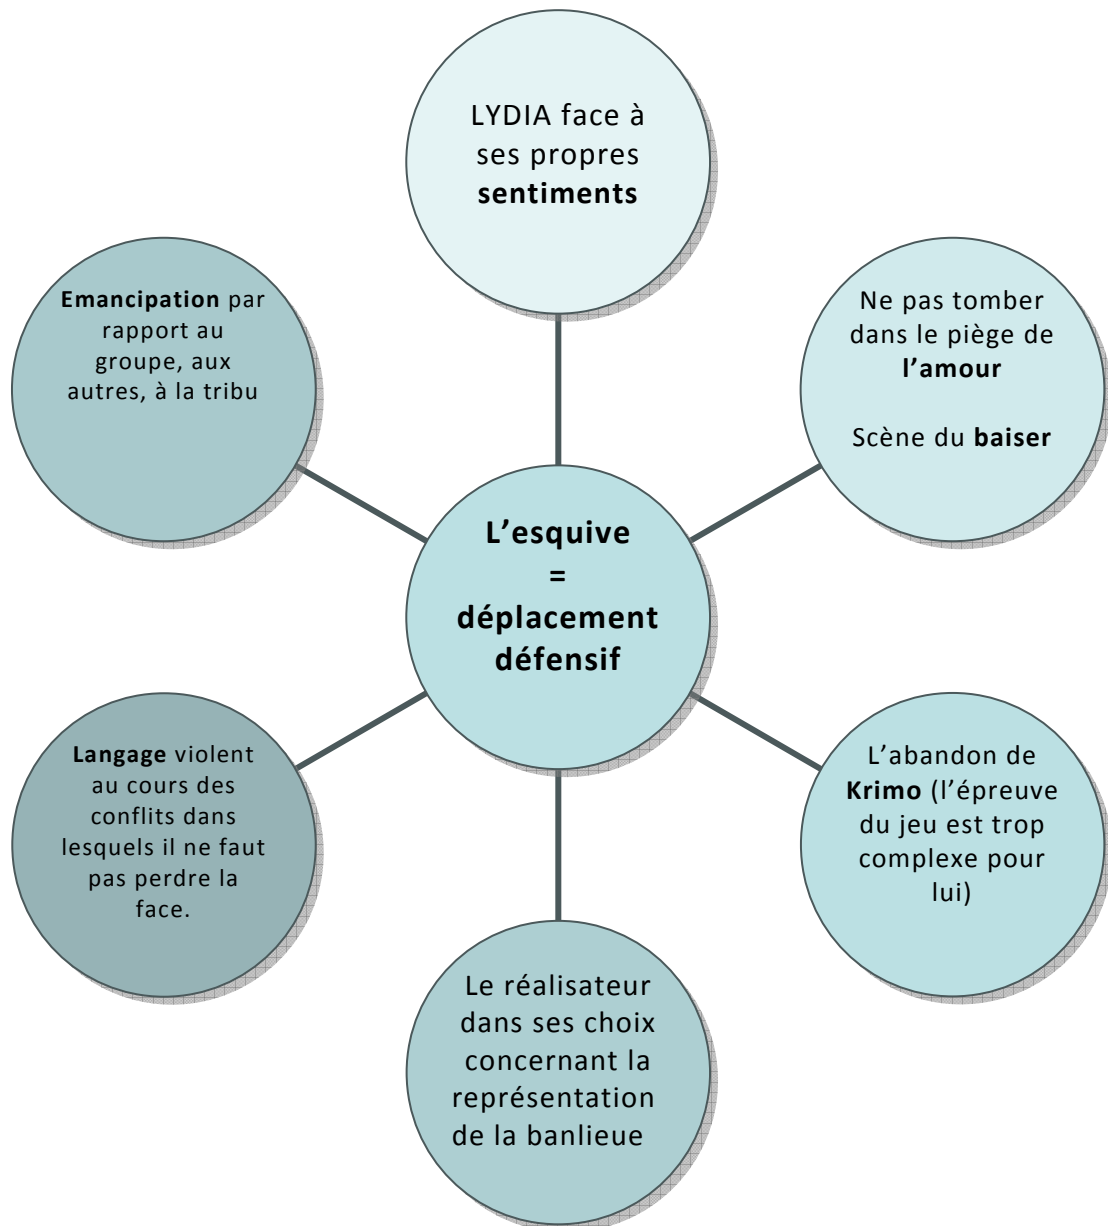 LYDIA face à
ses propres
sentiments
Emancipation par
rapport au
groupe, aux
autres, à la tribu
Ne pas tomber
dans le piège de
l’amour
Scène du baiser
L’esquive
=
déplacement
défensif
Langage violent
au cours des
conflits dans
lesquels il ne faut
pas perdre la
face.
L’abandon de
Krimo (l’épreuve
du jeu est trop
complexe pour
lui)
Le réalisateur
dans ses choix
concernant la
représentation
de la banlieue